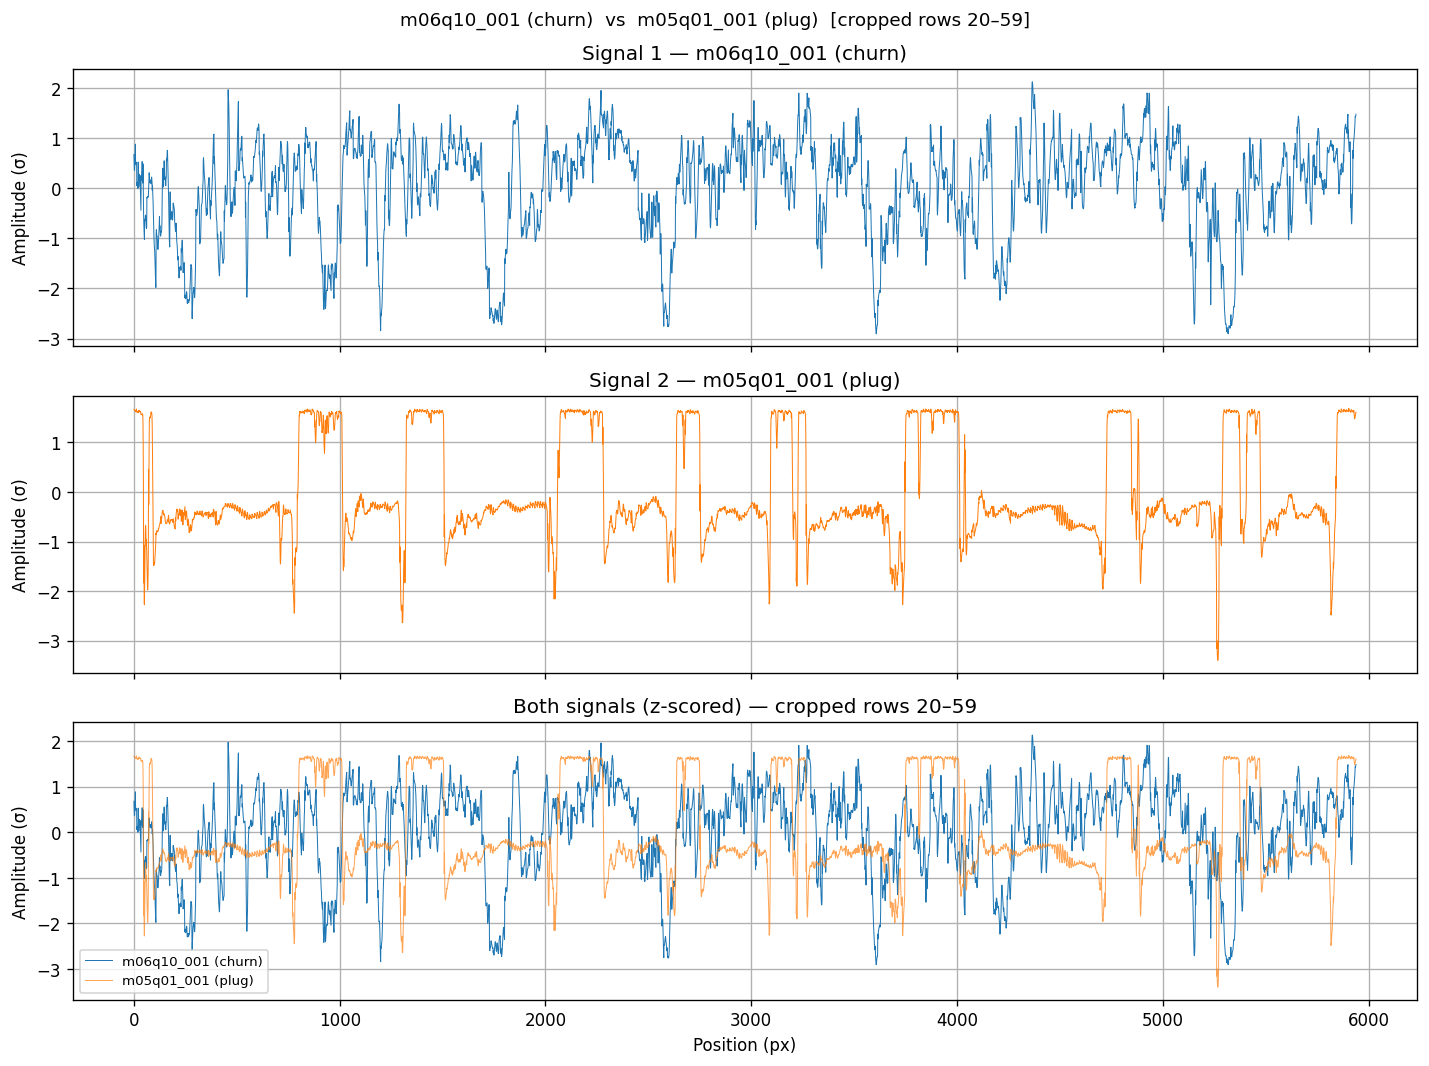 m06q10_001 (churn)  vs  m05q01_001 (plug)  [cropped rows 20–59]
Signal 1 — m06q10_001 (churn)
Amplitude (σ)
2
1
0
−1
−2
−3
Signal 2 — m05q01_001 (plug)
Amplitude (σ)
1
0
−1
−2
−3
Both signals (z-scored) — cropped rows 20–59
Amplitude (σ)
2
1
0
−1
−2
−3
m06q10_001 (churn)
m05q01_001 (plug)
0 1000 2000 3000 4000 5000 6000
Position (px)